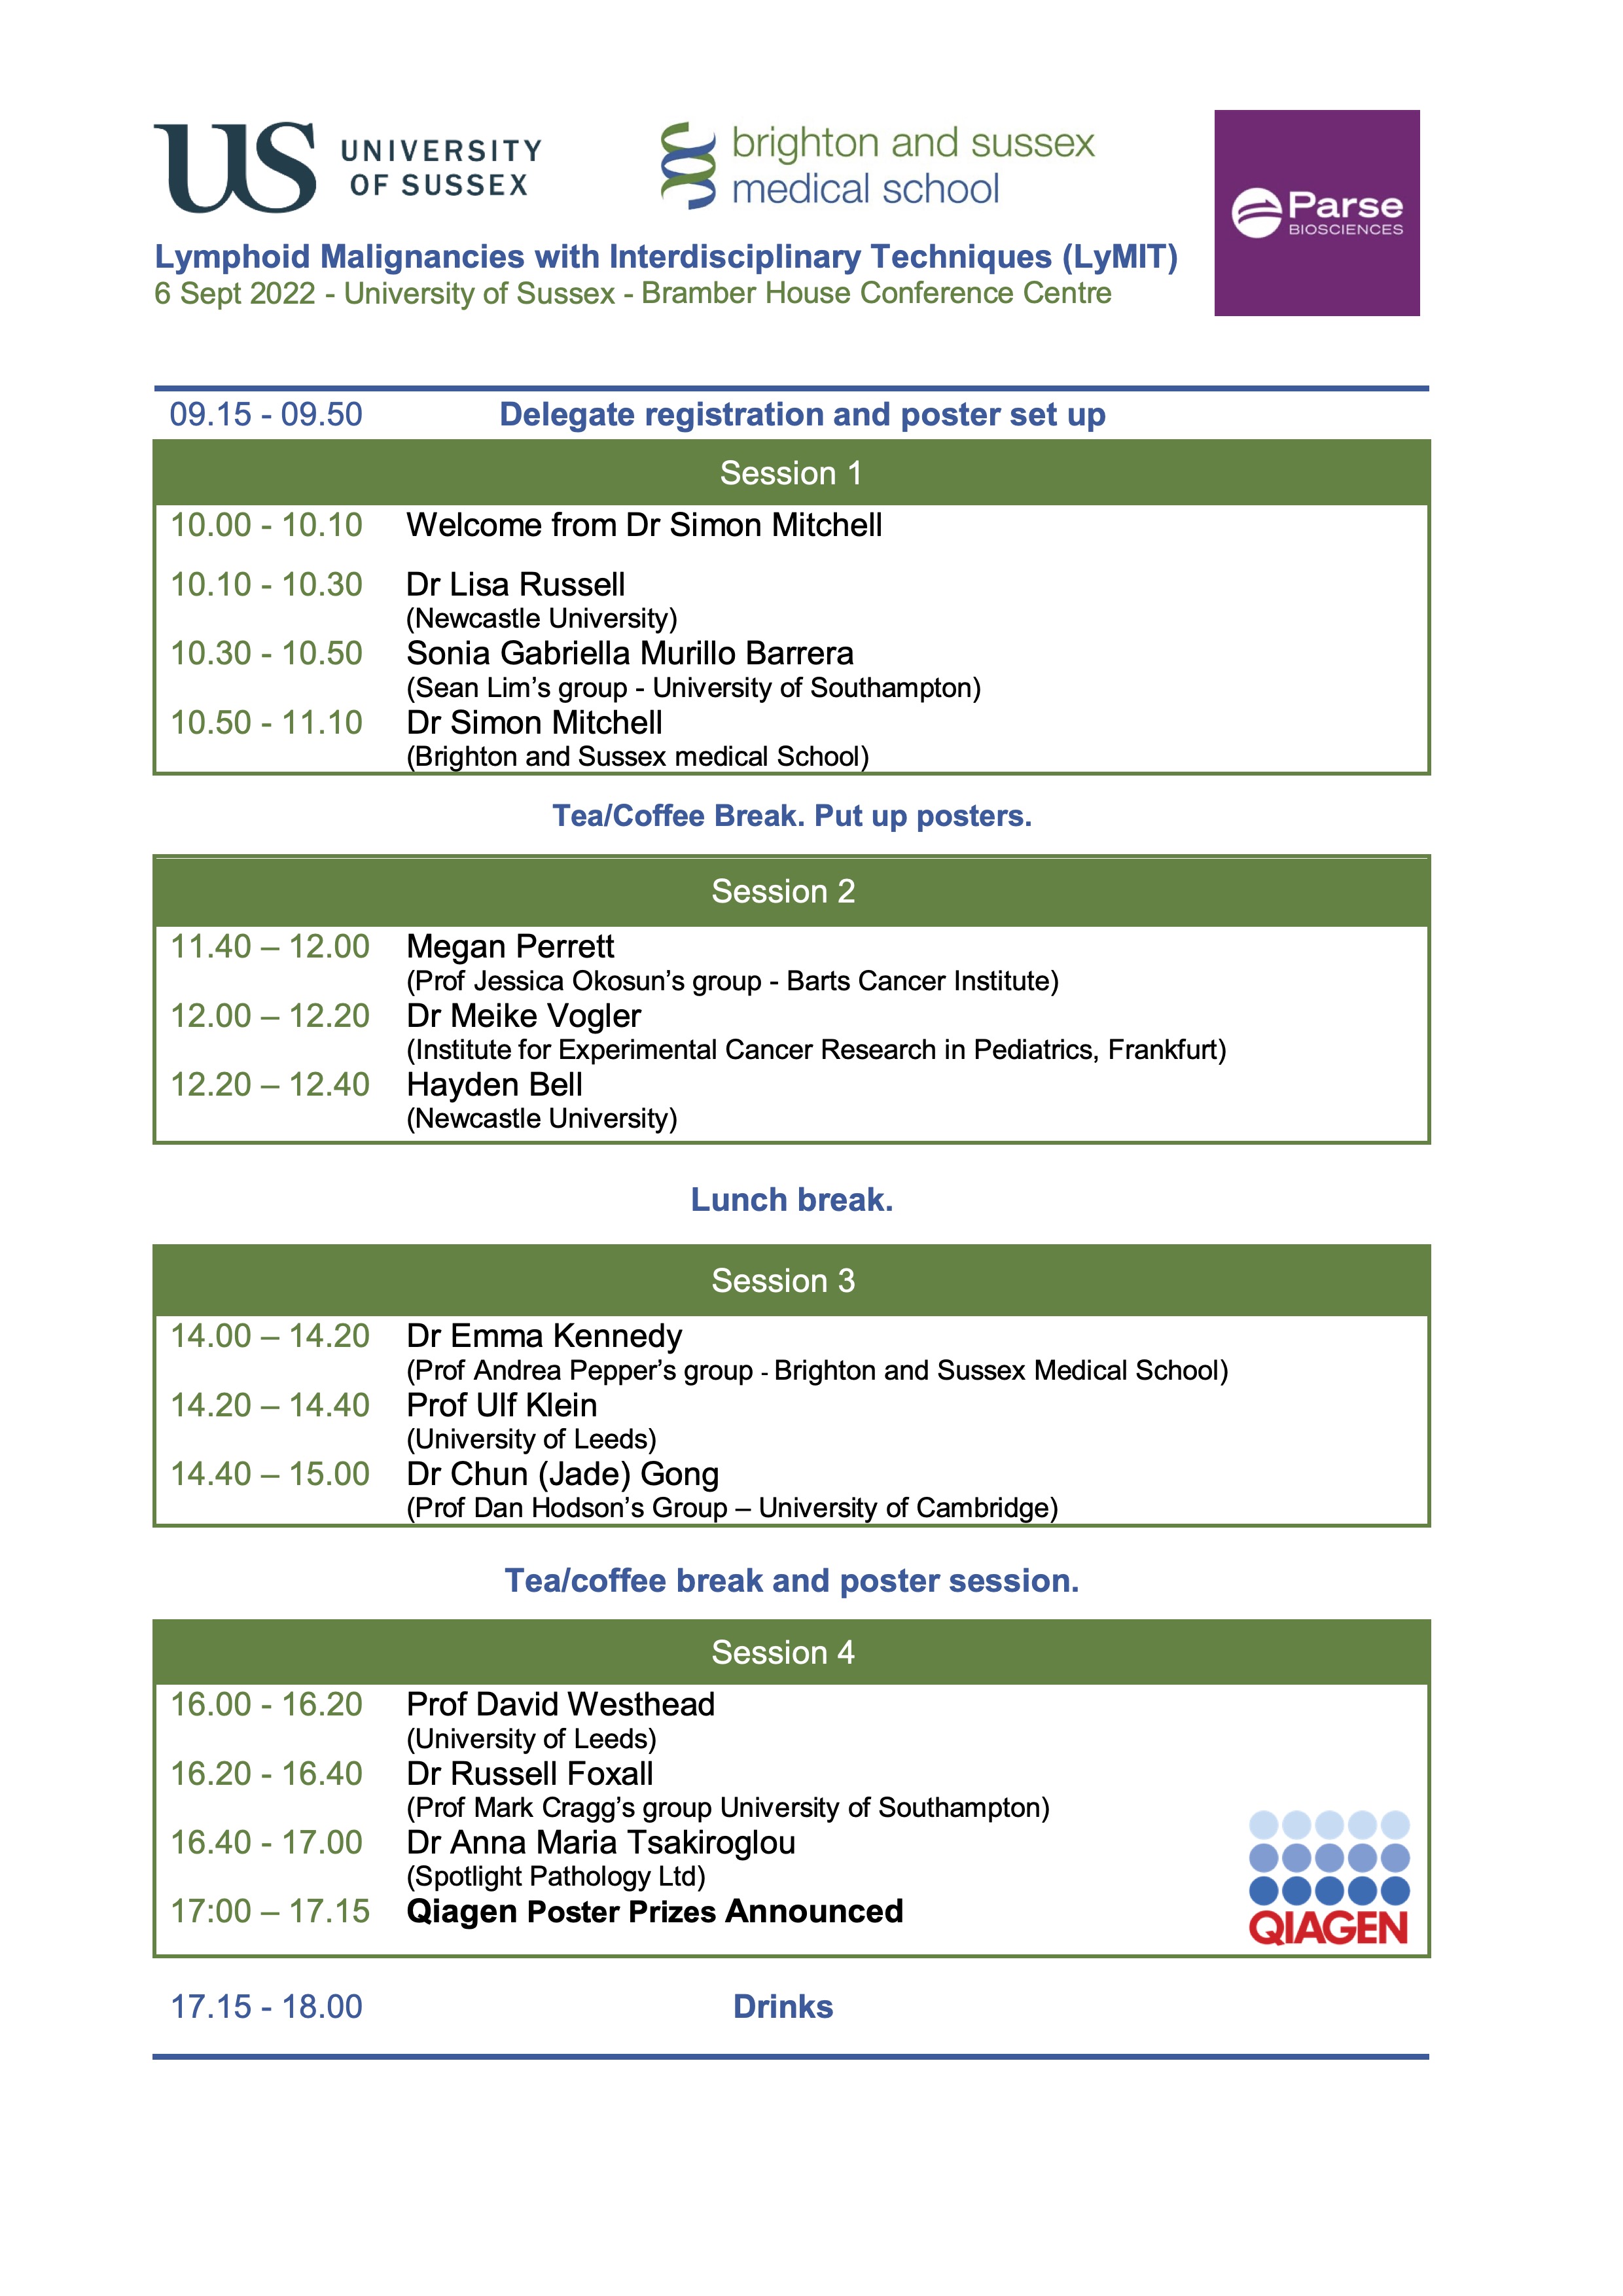 US UNIVERSITY
OF SUSSEX
brighton and sussex
medical school
Parse
BIOSCIENCES
Lymphoid Malignancies with Interdisciplinary Techniques (LyMIT)
6 Sept 2022 - University of Sussex - Bramber House Conference Centre
09.15 - 09.50 Delegate registration and poster set up
Session 1
10.00 - 10.10 Welcome from Dr Simon Mitchell
10.10 - 10.30 Dr Lisa Russell
(Newcastle University)
10.30 - 10.50 Sonia Gabriella Murillo Barrera
(Sean Lim’s group - University of Southampton)
10.50 - 11.10 Dr Simon Mitchell
(Brighton and Sussex medical School)
Tea/Coffee Break. Put up posters.
Session 2
11.40 – 12.00 Megan Perrett
(Prof Jessica Okosun’s group - Barts Cancer Institute)
12.00 – 12.20 Dr Meike Vogler
(Institute for Experimental Cancer Research in Pediatrics, Frankfurt)
12.20 – 12.40 Hayden Bell
(Newcastle University)
Lunch break.
Session 3
14.00 – 14.20 Dr Emma Kennedy
(Prof Andrea Pepper’s group - Brighton and Sussex Medical School)
14.20 – 14.40 Prof Ulf Klein
(University of Leeds)
14.40 – 15.00 Dr Chun (Jade) Gong
(Prof Dan Hodson’s Group – University of Cambridge)
Tea/coffee break and poster session.
Session 4
16.00 - 16.20 Prof David Westhead
(University of Leeds)
16.20 - 16.40 Dr Russell Foxall
(Prof Mark Cragg’s group University of Southampton)
16.40 - 17.00 Dr Anna Maria Tsakiroglou
(Spotlight Pathology Ltd)
17:00 – 17.15 Qiagen Poster Prizes Announced
QIAGEN
17.15 - 18.00 Drinks